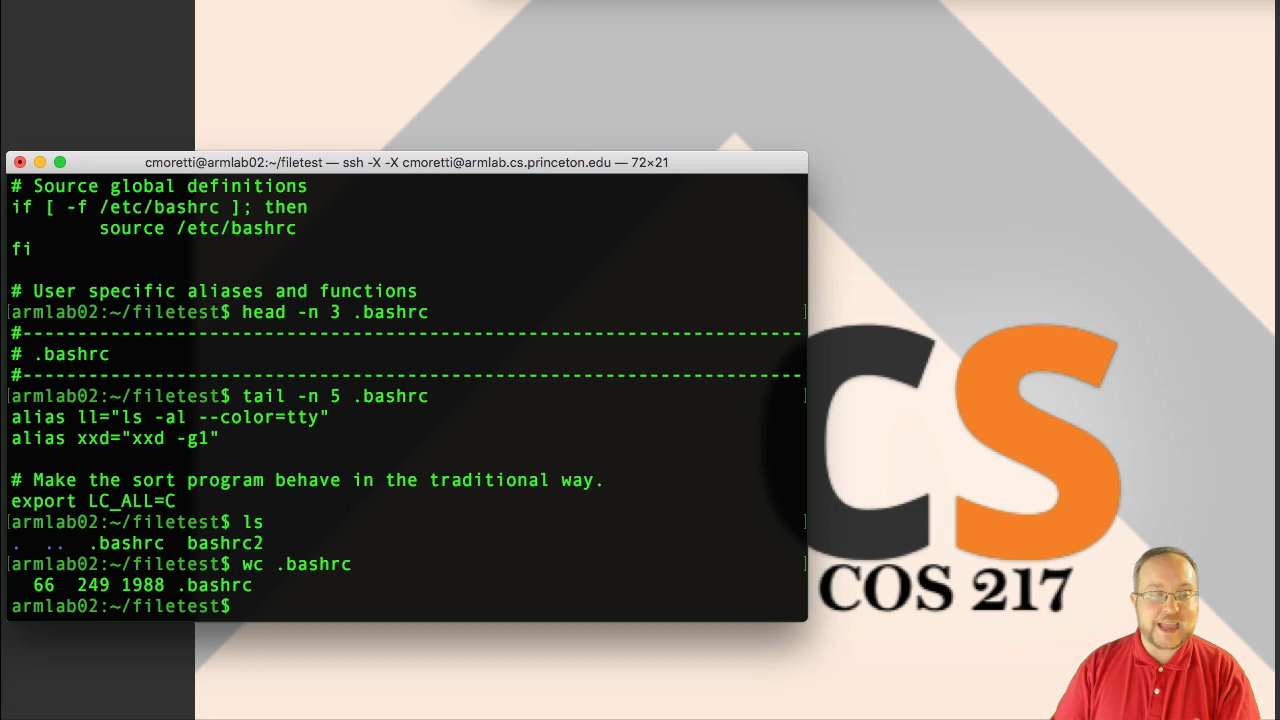 cmoretti@armlab02:~/filetest — ssh -X -X cmoretti@armlab.cs.princeton.edu — 72×21
# Source global definitions
if [ -f /etc/bashrc ]; then
        source /etc/bashrc
fi
# User specific aliases and functions
[armlab02:~/filetest$ head -n 3 .bashrc ]
#-----------------------------------------------------------------------
# .bashrc
#-----------------------------------------------------------------------
[armlab02:~/filetest$ tail -n 5 .bashrc ]
alias ll="ls -al --color=tty"
alias xxd="xxd -g1"
# Make the sort program behave in the traditional way.
export LC_ALL=C
[armlab02:~/filetest$ ls ]
.  ..  .bashrc  bashrc2
[armlab02:~/filetest$ wc .bashrc ]
  66  249 1988 .bashrc
armlab02:~/filetest$
CS
COS 217